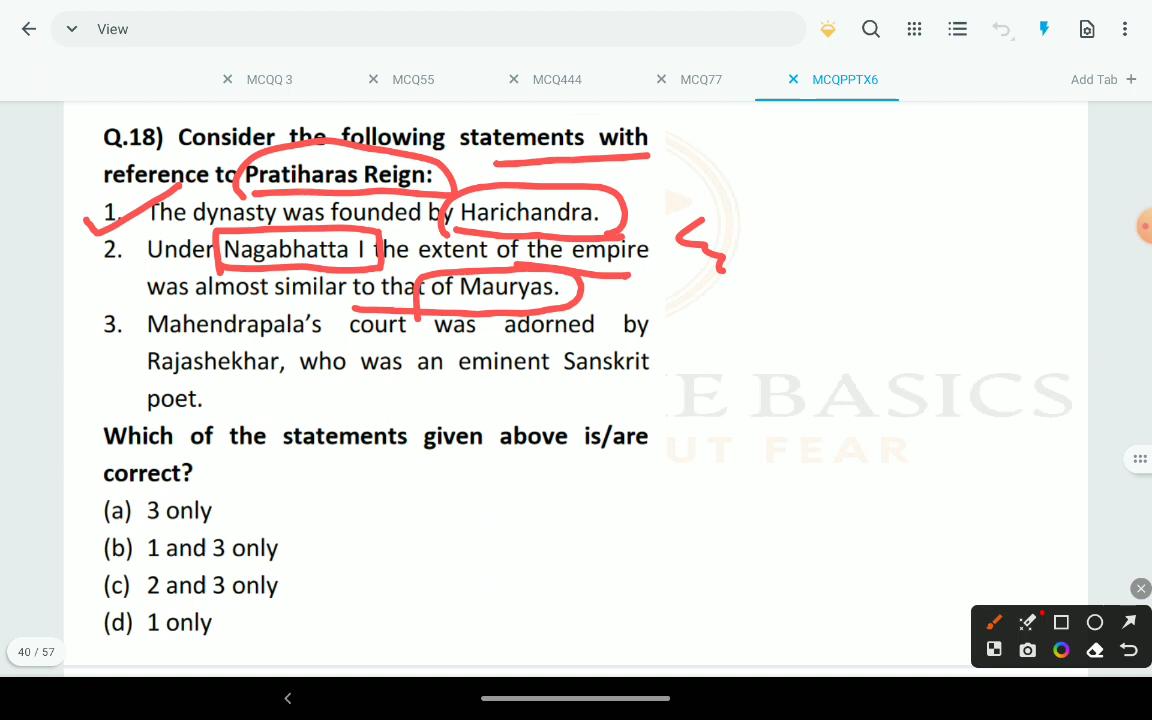 View
MCQQ 3
MCQ55
MCQ444
MCQ77
MCQPPTX6
Add Tab +
Q.18) Consider the following statements with
reference to Pratiharas Reign:
1. The dynasty was founded by Harichandra.
2. Under Nagabhatta I the extent of the empire
was almost similar to that of Mauryas.
3. Mahendrapala's court was adorned by
Rajashekhar, who was an eminent Sanskrit
poet.
Which of the statements given above is/are
correct?
(a) 3 only
(b) 1 and 3 only
(c) 2 and 3 only
(d) 1 only
E BASICS
UT FEAR
40 / 57